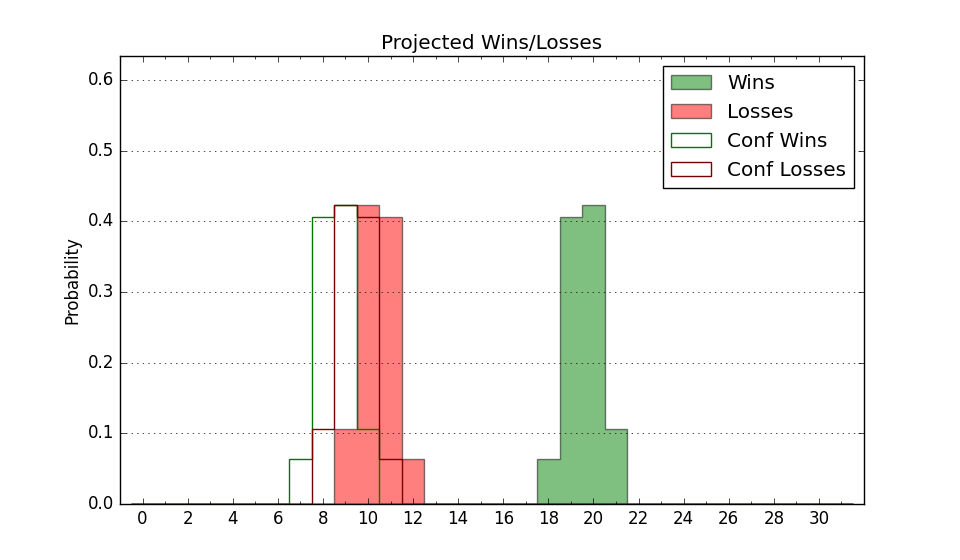 Projected Wins/Losses
Wins
Losses
Conf Wins
Conf Losses
Probability
0.6
0.5
0.4
0.3
0.2
0.1
0.0
0 2 4 6 8 10 12 14 16 18 20 22 24 26 28 30